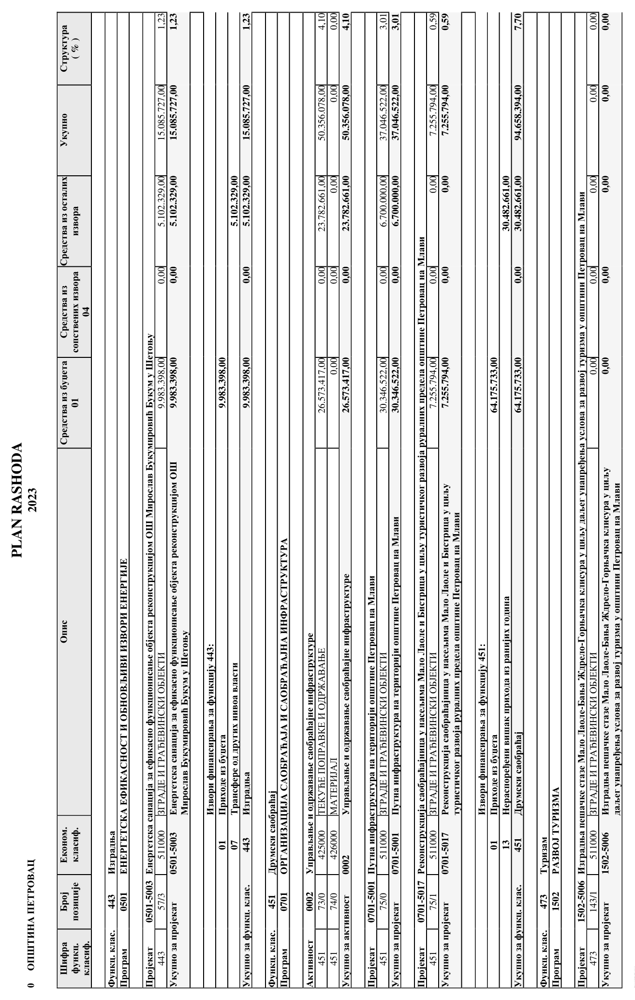 PLAN RASHODA
2023
0 ОПШТИНА ПЕТРОВАЦ
Шифра функц. класиф. Број позиције Економ. класиф. Опис Средства из буџета 01 Средства из сопствених извора 04 Средства из осталих извора Укупно Структура ( % )
Функц. клас. 443 Изградња
Програм 0501 ЕНЕРГЕТСКА ЕФИКАСНОСТ И ОБНОВЉИВИ ИЗВОРИ ЕНЕРГИЈЕ
Пројекат 0501-5003 Енергетска санација за ефикасно функционисање објекта реконструкцијом ОШ Мирослав Букумировић Букум у Шетоњу
443 57/3 511000 ЗГРАДЕ И ГРАЂЕВИНСКИ ОБЈЕКТИ 9.983.398,00 0,00 5.102.329,00 15.085.727,00 1,23
Укупно за пројекат 0501-5003 Енергетска санација за ефикасно функционисање објекта реконструкцијом ОШ 9.983.398,00 0,00 5.102.329,00 15.085.727,00 1,23
Мирослав Букумировић Букум у Шетоњу
Извори финансирања за функцију 443:
01 Приходе из буџета 9.983.398,00
07 Трансфере од других нивоа власти 5.102.329,00
Укупно за функц. клас. 443 Изградња 9.983.398,00 0,00 5.102.329,00 15.085.727,00 1,23
Функц. клас. 451 Друмски саобраћај
Програм 0701 ОРГАНИЗАЦИЈА САОБРАЋАЈА И САОБРАЋАЈНА ИНФРАСТРУКТУРА
Активност 0002 Управљање и одржавање саобраћајне инфраструктуре
451 73/0 425000 ТЕКУЋЕ ПОПРАВКЕ И ОДРЖАВАЊЕ 26.573.417,00 0,00 23.782.661,00 50.356.078,00 4,10
451 74/0 426000 МАТЕРИЈАЛ 0,00 0,00 0,00 0,00 0,00
Укупно за активност 0002 Управљање и одржавање саобраћајне инфраструктуре 26.573.417,00 0,00 23.782.661,00 50.356.078,00 4,10
Пројекат 0701-5001 Путна инфраструктура на територији општине Петровац на Млави
451 75/0 511000 ЗГРАДЕ И ГРАЂЕВИНСКИ ОБЈЕКТИ 30.346.522,00 0,00 6.700.000,00 37.046.522,00 3,01
Укупно за пројекат 0701-5001 Путна инфраструктура на територији општине Петровац на Млави 30.346.522,00 0,00 6.700.000,00 37.046.522,00 3,01
Пројекат 0701-5017 Реконструкција саобраћајница у насељима Мало Лаоле и Бистрица у циљу туристичког развоја руралних предела општине Петровац на Млави
451 75/1 511000 ЗГРАДЕ И ГРАЂЕВИНСКИ ОБЈЕКТИ 7.255.794,00 0,00 0,00 7.255.794,00 0,59
Укупно за пројекат 0701-5017 Реконструкција саобраћајница у насељима Мало Лаоле и Бистрица у циљу 7.255.794,00 0,00 0,00 7.255.794,00 0,59
туристичког развоја руралних предела општине Петровац на Млави
Извори финансирања за функцију 451:
01 Приходе из буџета 64.175.733,00
13 Нераспоређени вишак прихода из ранијих година 30.482.661,00
Укупно за функц. клас. 451 Друмски саобраћај 64.175.733,00 0,00 30.482.661,00 94.658.394,00 7,70
Функц. клас. 473 Туризам
Програм 1502 РАЗВОЈ ТУРИЗМА
Пројекат 1502-5006 Изградња пешачке стазе Мало Лаоле-Бања Ждрело-Горњачка клисура у циљу даљег унапређења услова за развој туризма у општини Петровац на Млави
473 143/1 511000 ЗГРАДЕ И ГРАЂЕВИНСКИ ОБЈЕКТИ 0,00 0,00 0,00 0,00 0,00
Укупно за пројекат 1502-5006 Изградња пешачке стазе Мало Лаоле-Бања Ждрело-Горњачка клисура у циљу 0,00 0,00 0,00 0,00 0,00
даљег унапређења услова за развој туризма у општини Петровац на Млави